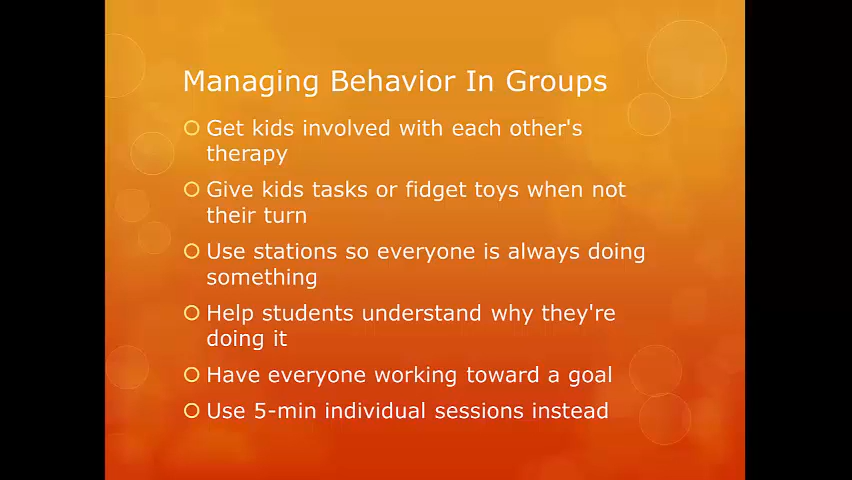 Managing Behavior In Groups
Get kids involved with each other's
therapy
Give kids tasks or fidget toys when not
their turn
Use stations so everyone is always doing
something
Help students understand why they're
doing it
Have everyone working toward a goal
Use 5-min individual sessions instead